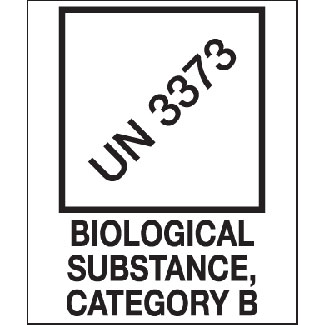 UN 3373
BIOLOGICAL
SUBSTANCE,
CATEGORY B